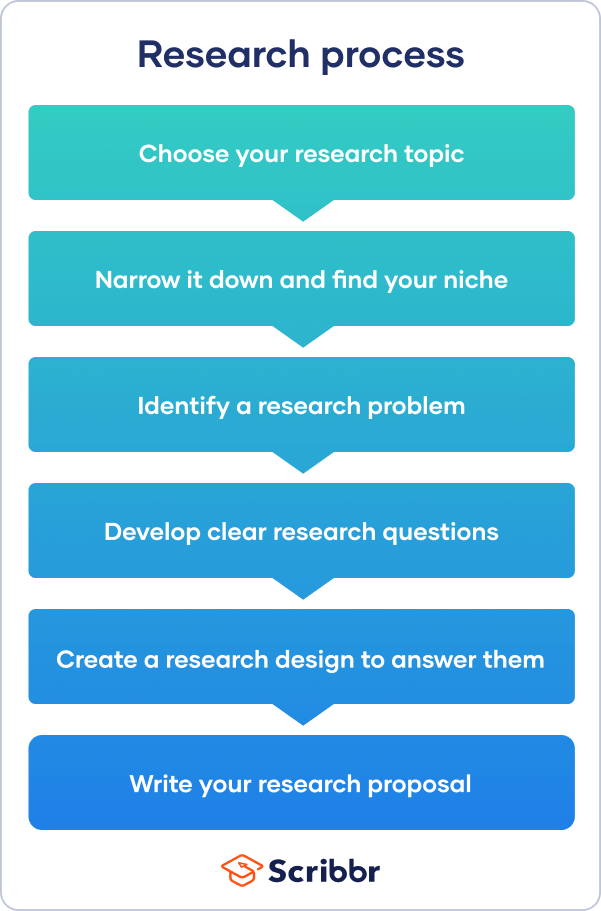 Research process
Choose your research topic
Narrow it down and find your niche
Identify a research problem
Develop clear research questions
Create a research design to answer them
Write your research proposal
Scribbr